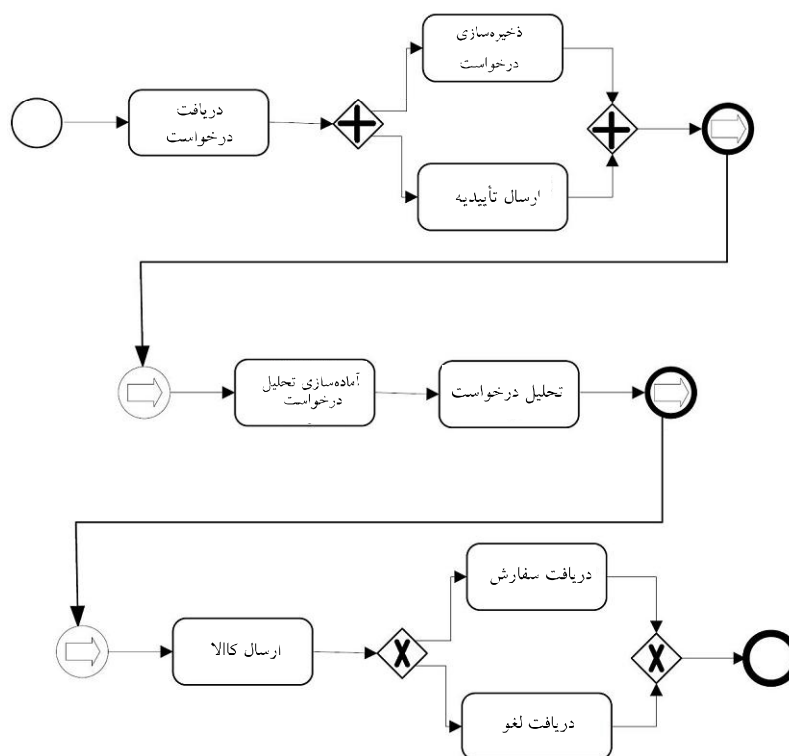 دریافت
درخواست
ذخیره‌سازی
درخواست
ارسال تأییدیه
آماده‌سازی تحلیل
درخواست
تحلیل درخواست
ارسال کاالا
دریافت سفارش
دریافت لغو